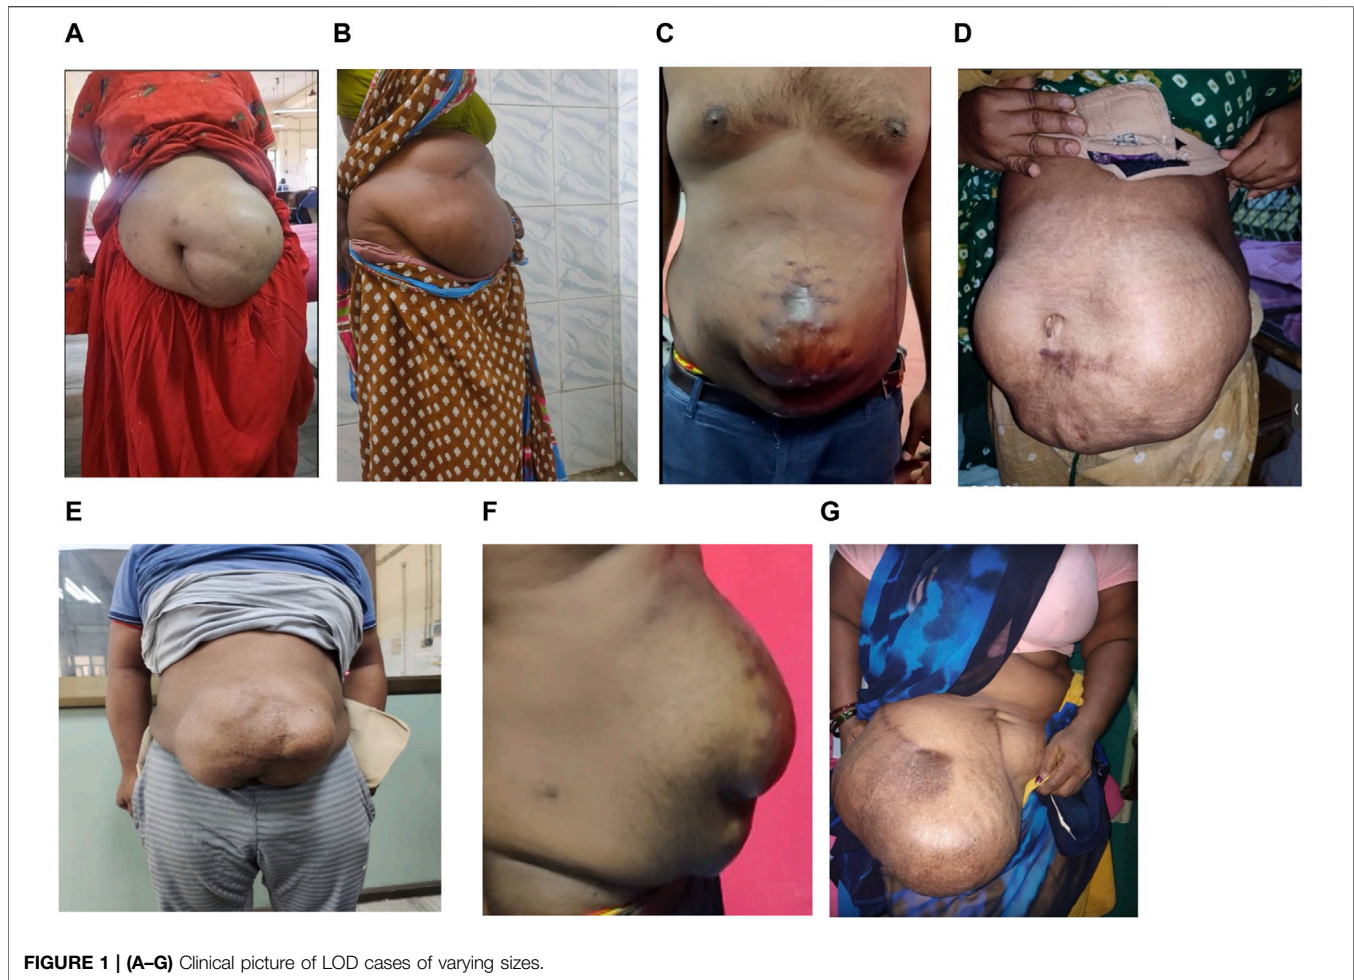 A
B
C
D
E
F
G
FIGURE 1 | (A–G) Clinical picture of LOD cases of varying sizes.